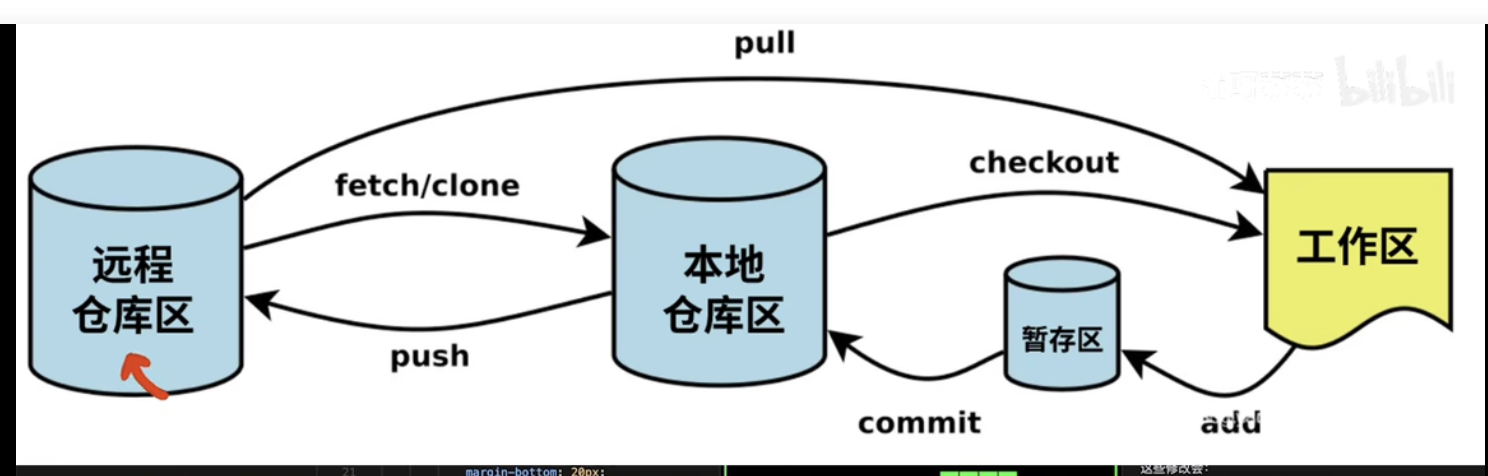 pull
bilibili
fetch/clone
checkout
远程
仓库区
本地
仓库区
工作区
暂存区
push
commit
add
21
margin-bottom: 20px;
这些修改会: